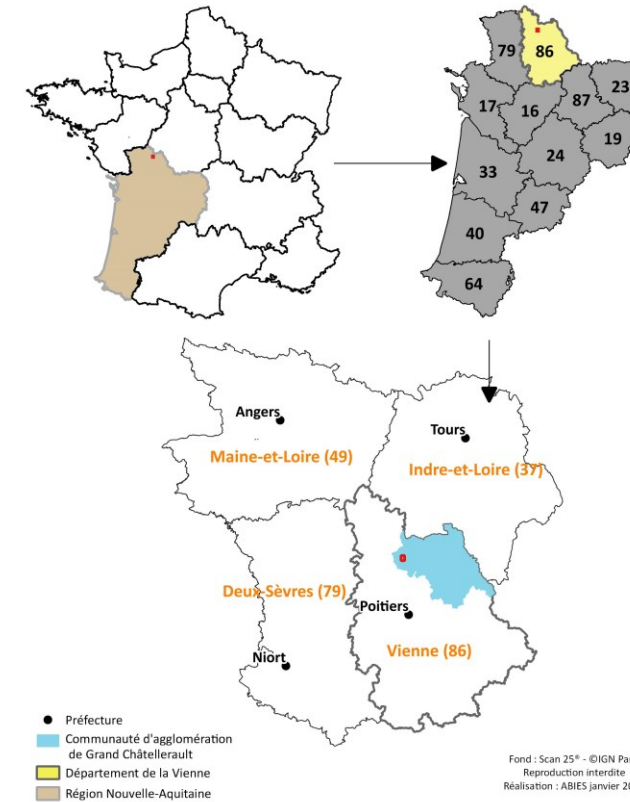 79
86
23
87
17
16
19
24
33
47
40
64
Angers
Tours
Maine-et-Loire (49)
Indre-et-Loire (37)
Deux-Sèvres (79)
Poitiers
Vienne (86)
Niort
Préfecture
Communauté d'agglomération
de Grand Châtellerault
Département de la Vienne
Région Nouvelle-Aquitaine
Fond : Scan 25® - ©IGN
Reproduction interdite
Réalisation : ABIES janvier